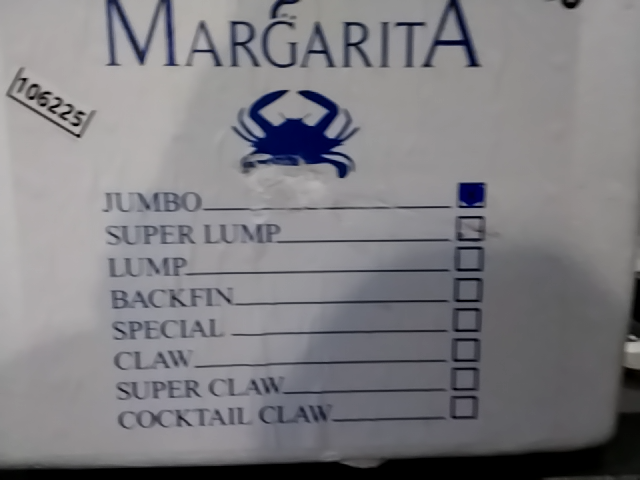 MARGARITA
106225
JUMBO
SUPER LUMP
LUMP
BACKFIN
SPECIAL
CLAW
SUPER CLAW
COCKTAIL CLAW